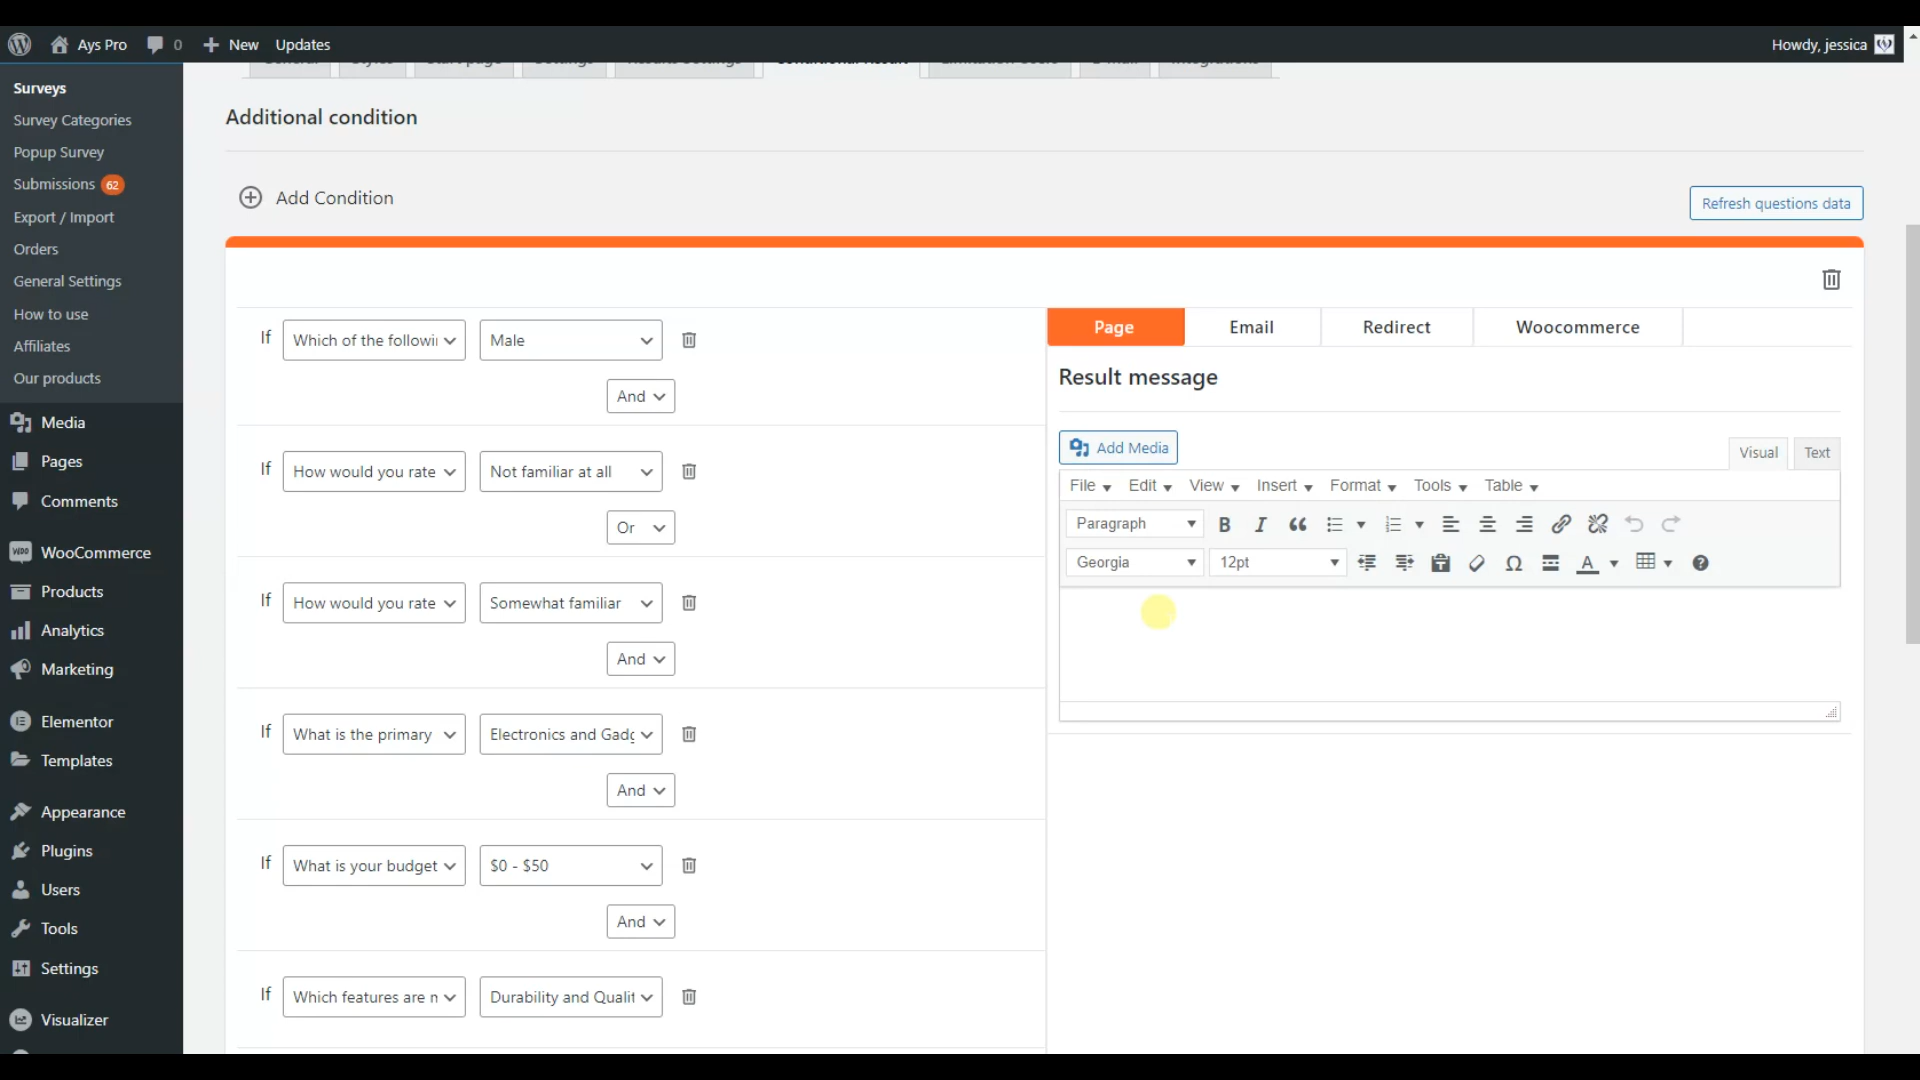 Ays Pro 0 New Updates Howdy, jessica
Surveys
Survey Categories
Popup Survey
Submissions 62
Export / Import
Orders
General Settings
How to use
Affiliates
Our products
Media
Pages
Comments
WooCommerce
Products
Analytics
Marketing
Elementor
Templates
Appearance
Plugins
Users
Tools
Settings
Visualizer
Additional condition
Add Condition
Refresh questions data
If Which of the followi Male
And
If How would you rate Not familiar at all
Or
If How would you rate Somewhat familiar
And
If What is the primary Electronics and Gadg
And
If What is your budget $0 - $50
And
If Which features are n Durability and Qualit
Page Email Redirect Woocommerce
Result message
Add Media
Visual Text
File Edit View Insert Format Tools Table
Paragraph
Georgia 12pt